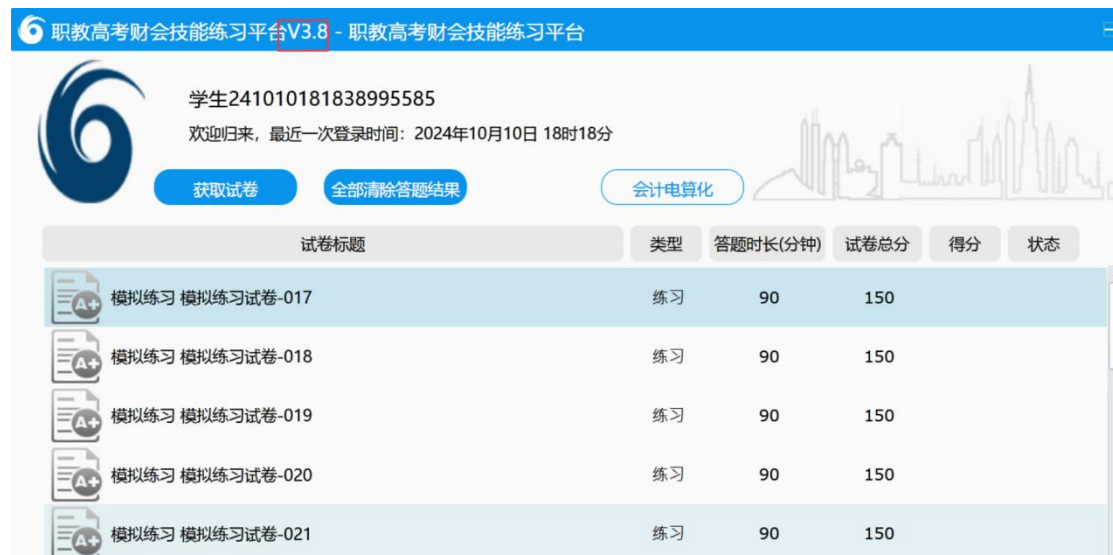 职教高考财会技能练习平台V3.8 - 职教高考财会技能练习平台
学生241010181838995585
欢迎归来，最近一次登录时间：2024年10月10日 18时18分
获取试卷 全部清除答题结果 会计电算化
试卷标题 类型 答题时长(分钟) 试卷总分 得分 状态
A+ 模拟练习 模拟练习试卷-017 练习 90 150
A+ 模拟练习 模拟练习试卷-018 练习 90 150
A+ 模拟练习 模拟练习试卷-019 练习 90 150
A+ 模拟练习 模拟练习试卷-020 练习 90 150
A+ 模拟练习 模拟练习试卷-021 练习 90 150